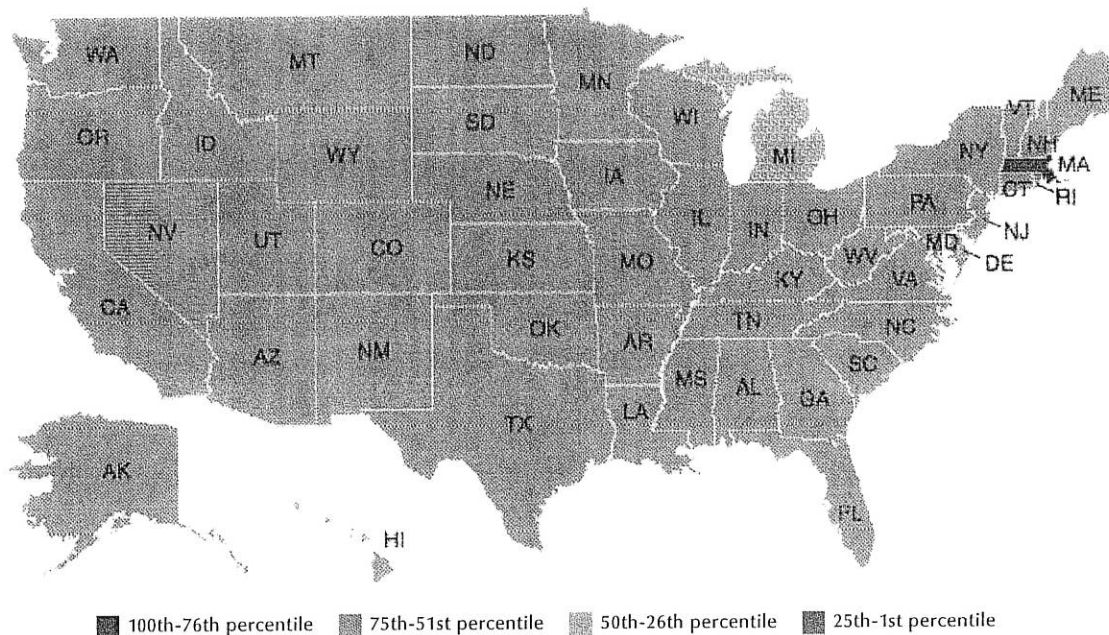 WA MT ND MN ME
OR ID WY SD WI MI NY VT NH MA
NV UT CO NE IA IL IN OH PA CT RI NJ
CA KS MO KY WV VA MD DE
AZ NM OK AR TN NC
TX LA MS AL GA SC
AK HI FL
100th-76th percentile 75th-51st percentile 50th-26th percentile 25th-1st percentile